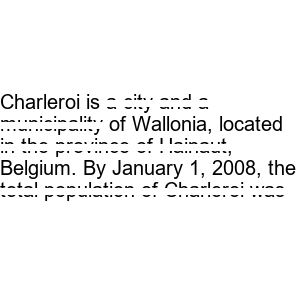 Charleroi is a city and a
municipality of Wallonia, located
in the province of Hainaut,
Belgium. By January 1, 2008, the
total population of Charleroi was